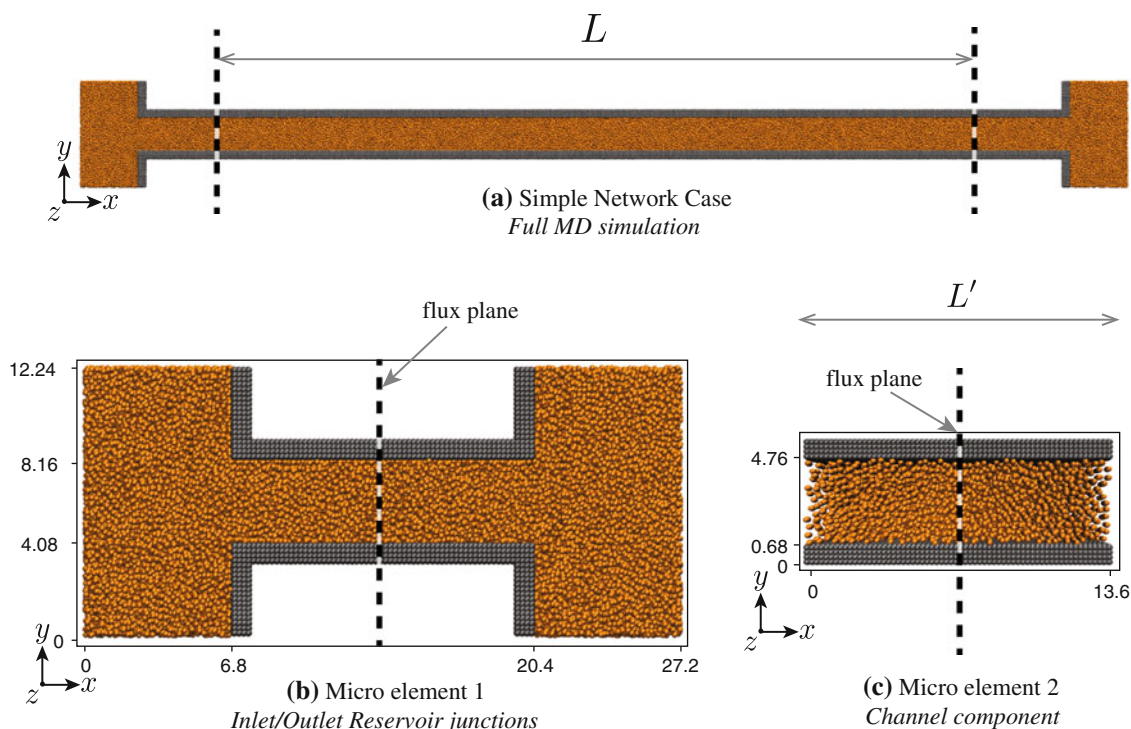 L
y
z
x
(a) Simple Network Case
Full MD simulation
flux plane
12.24
8.16
4.08
0
y
z
x
0
6.8
20.4
27.2
(b) Micro element 1
Inlet/Outlet Reservoir junctions
L'
flux plane
4.76
0.68
0
y
z
x
0
13.6
(c) Micro element 2
Channel component